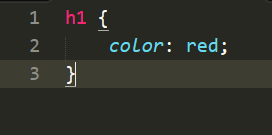 1 h1 {
2     color: red;
3 }